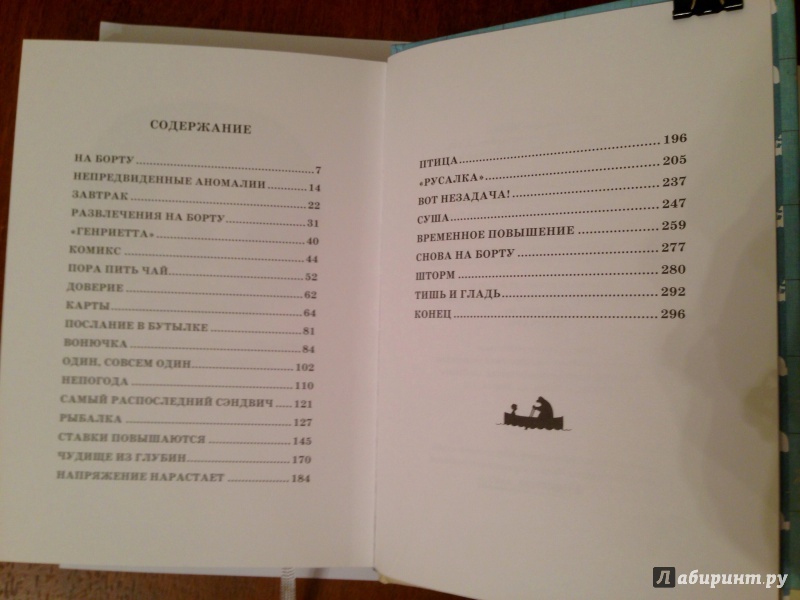 СОДЕРЖАНИЕ
НА БОРТУ 7
НЕПРЕДВИДЕННЫЕ АНОМАЛИИ 14
ЗАВТРАК 22
РАЗВЛЕЧЕНИЯ НА БОРТУ 31
«ГЕНРИЕТТА» 40
КОМИКС 44
ПОРА ПИТЬ ЧАЙ 52
ДОВЕРИЕ 62
КАРТЫ 64
ПОСЛАНИЕ В БУТЫЛКЕ 81
ВОНЮЧКА 84
ОДИН, СОВСЕМ ОДИН 102
НЕПОГОДА 110
САМЫЙ РАСПОСЛЕДНИЙ СЭНДВИЧ 121
РЫБАЛКА 127
СТАВКИ ПОВЫШАЮТСЯ 145
ЧУДИЩЕ ИЗ ГЛУБИН 170
НАПРЯЖЕНИЕ НАРАСТАЕТ 184
ПТИЦА 196
«РУСАЛКА» 205
ВОТ НЕЗАДАЧА! 237
СУША 247
ВРЕМЕННОЕ ПОВЫШЕНИЕ 259
СНОВА НА БОРТУ 277
ШТОРМ 280
ТИШЬ И ГЛАДЬ 292
КОНЕЦ 296
Лабиринт.ру